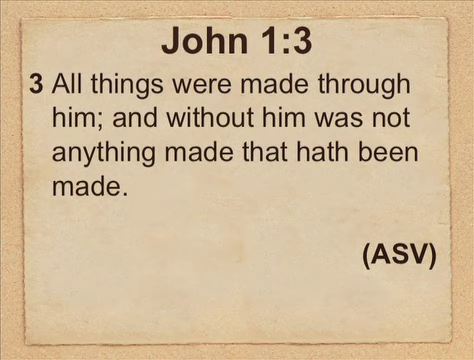 John 1:3
3 All things were made through
him; and without him was not
anything made that hath been
made.
(ASV)